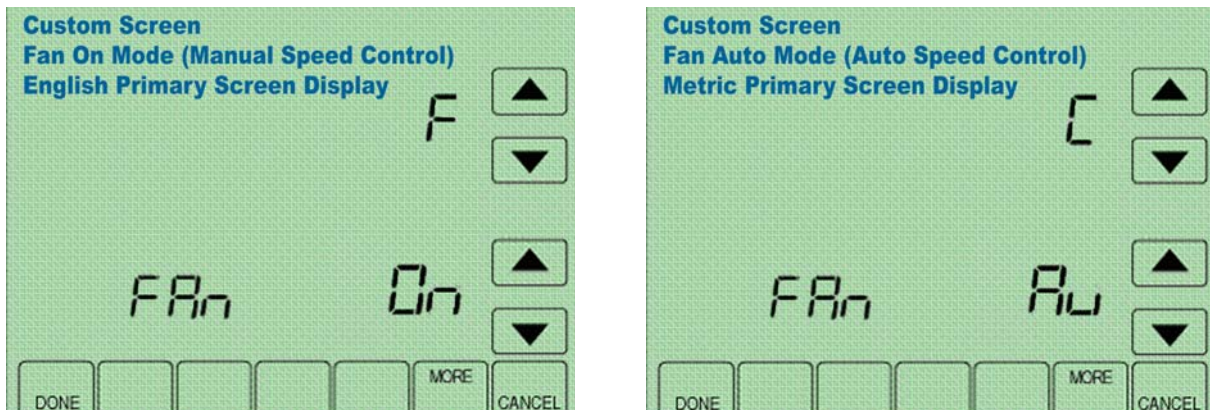 Custom Screen
Fan On Mode (Manual Speed Control)
English Primary Screen Display
F
FAn On
MORE
DONE CANCEL
Custom Screen
Fan Auto Mode (Auto Speed Control)
Metric Primary Screen Display
C
FAn Au
MORE
DONE CANCEL